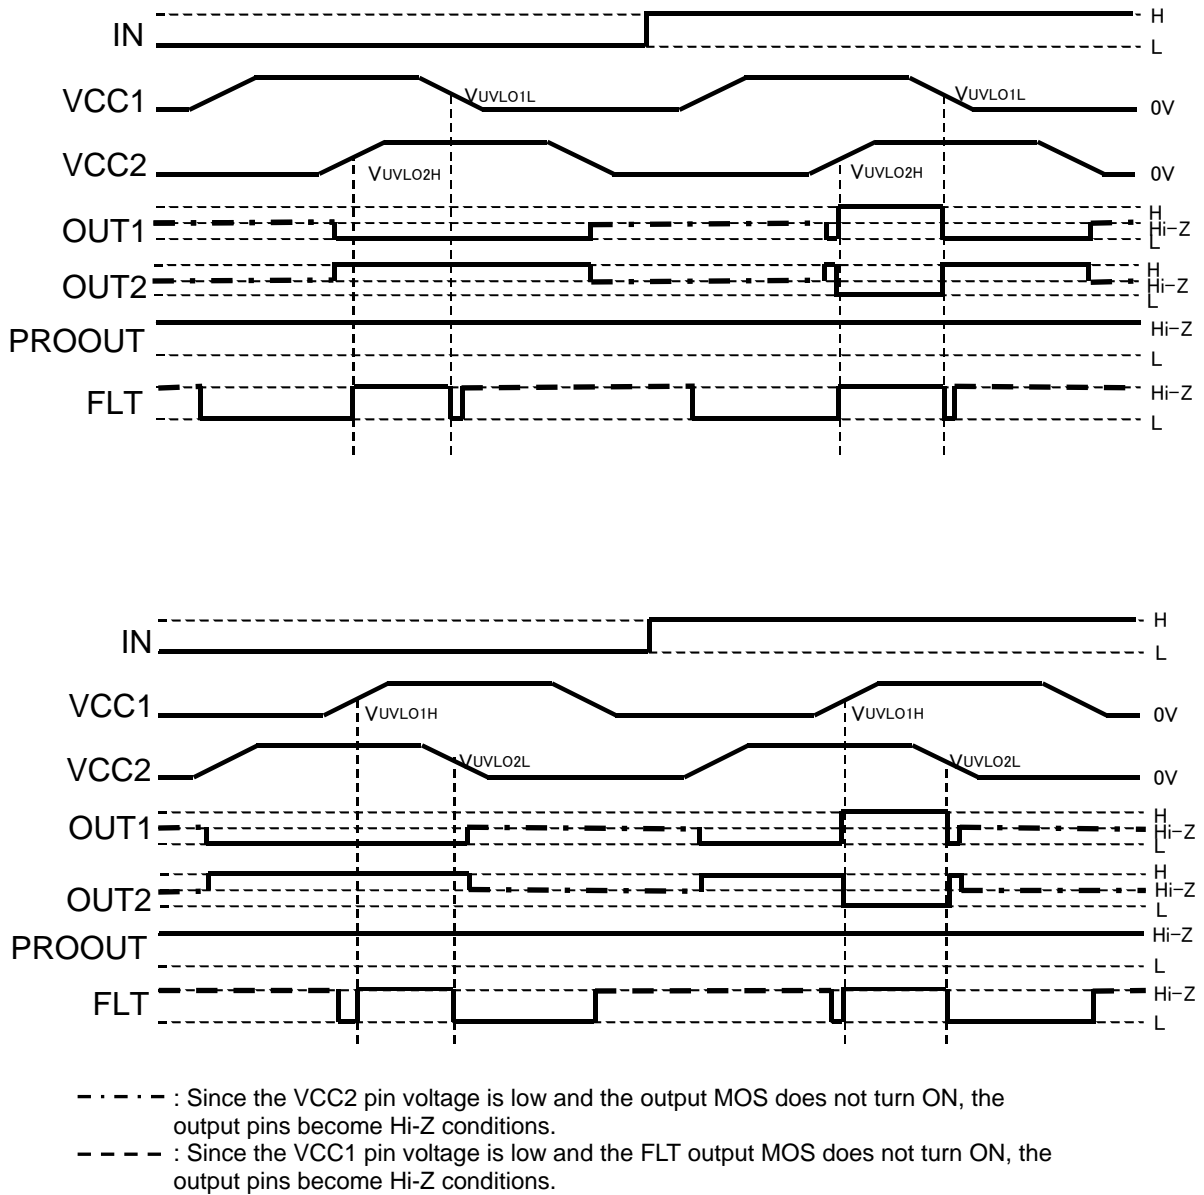 IN
H
L
VCC1
VUVLO1L
VUVLO1L
0V
VCC2
VUVLO2H
VUVLO2H
0V
OUT1
H
Hi-Z
L
OUT2
H
Hi-Z
L
PROOUT
Hi-Z
L
FLT
Hi-Z
L
IN
H
L
VCC1
VUVLO1H
VUVLO1H
0V
VCC2
VUVLO2L
VUVLO2L
0V
OUT1
H
Hi-Z
L
OUT2
H
Hi-Z
L
PROOUT
Hi-Z
L
FLT
Hi-Z
L
: Since the VCC2 pin voltage is low and the output MOS does not turn ON, the
output pins become Hi-Z conditions.
: Since the VCC1 pin voltage is low and the FLT output MOS does not turn ON, the
output pins become Hi-Z conditions.